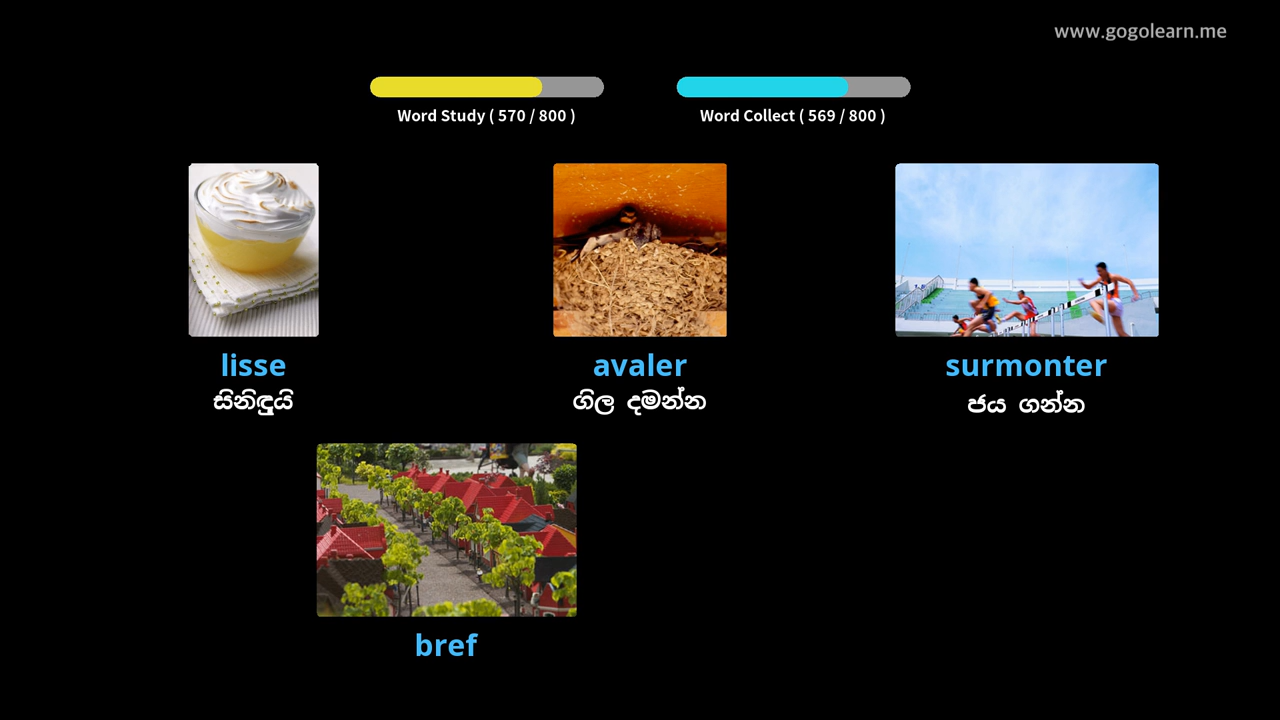 www.gogolearn.me
Word Study ( 570 / 800 )
Word Collect ( 569 / 800 )
lisse
සිනිඳුයි
avaler
ගිල දමන්න
surmonter
ජය ගන්න
bref